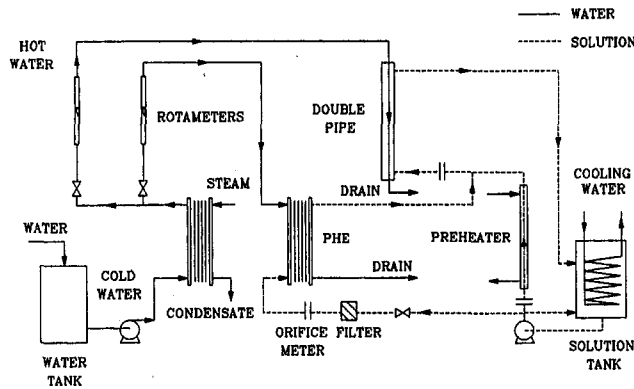 WATER
SOLUTION
HOT
WATER
ROTAMETERS
DOUBLE
PIPE
STEAM
DRAIN
COOLING
WATER
WATER
PHE
PREHEATER
COLD
WATER
DRAIN
CONDENSATE
ORIFICE
METER
FILTER
WATER
TANK
SOLUTION
TANK